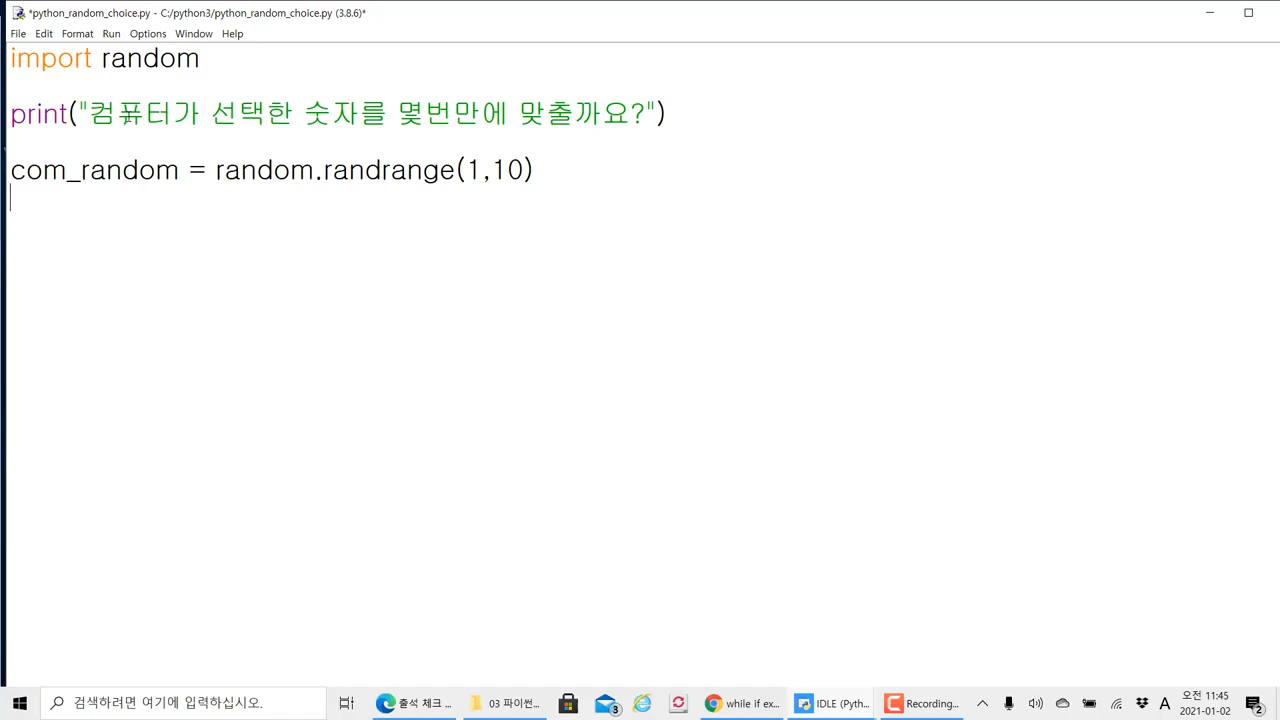 *python_random_choice.py - C:/python3/python_random_choice.py (3.8.6)*
File Edit Format Run Options Window Help
import random
print("컴퓨터가 선택한 숫자를 몇번만에 맞출까요?")
com_random = random.randrange(1,10)
검색하려면 여기에 입력하십시오.
출석 체크 ...
03 파이썬...
3
while if ex...
IDLE (Pyth...
Recording...
A
오전 11:45
2021-01-02
2